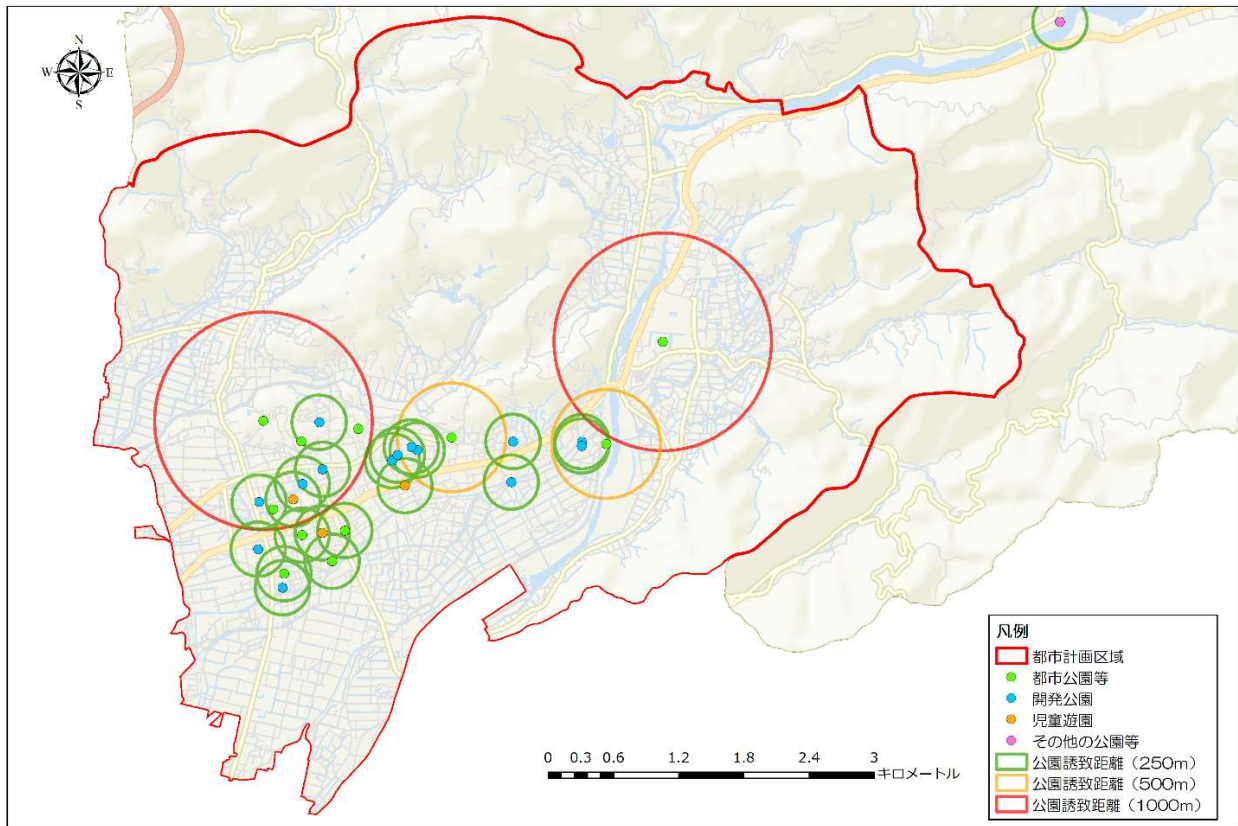 N
W E
S
凡例
都市計画区域
都市公園等
開発公園
児童遊園
その他の公園等
公園誘致距離（250m）
公園誘致距離（500m）
公園誘致距離（1000m）
0 0.3 0.6 1.2 1.8 2.4 3
キロメートル